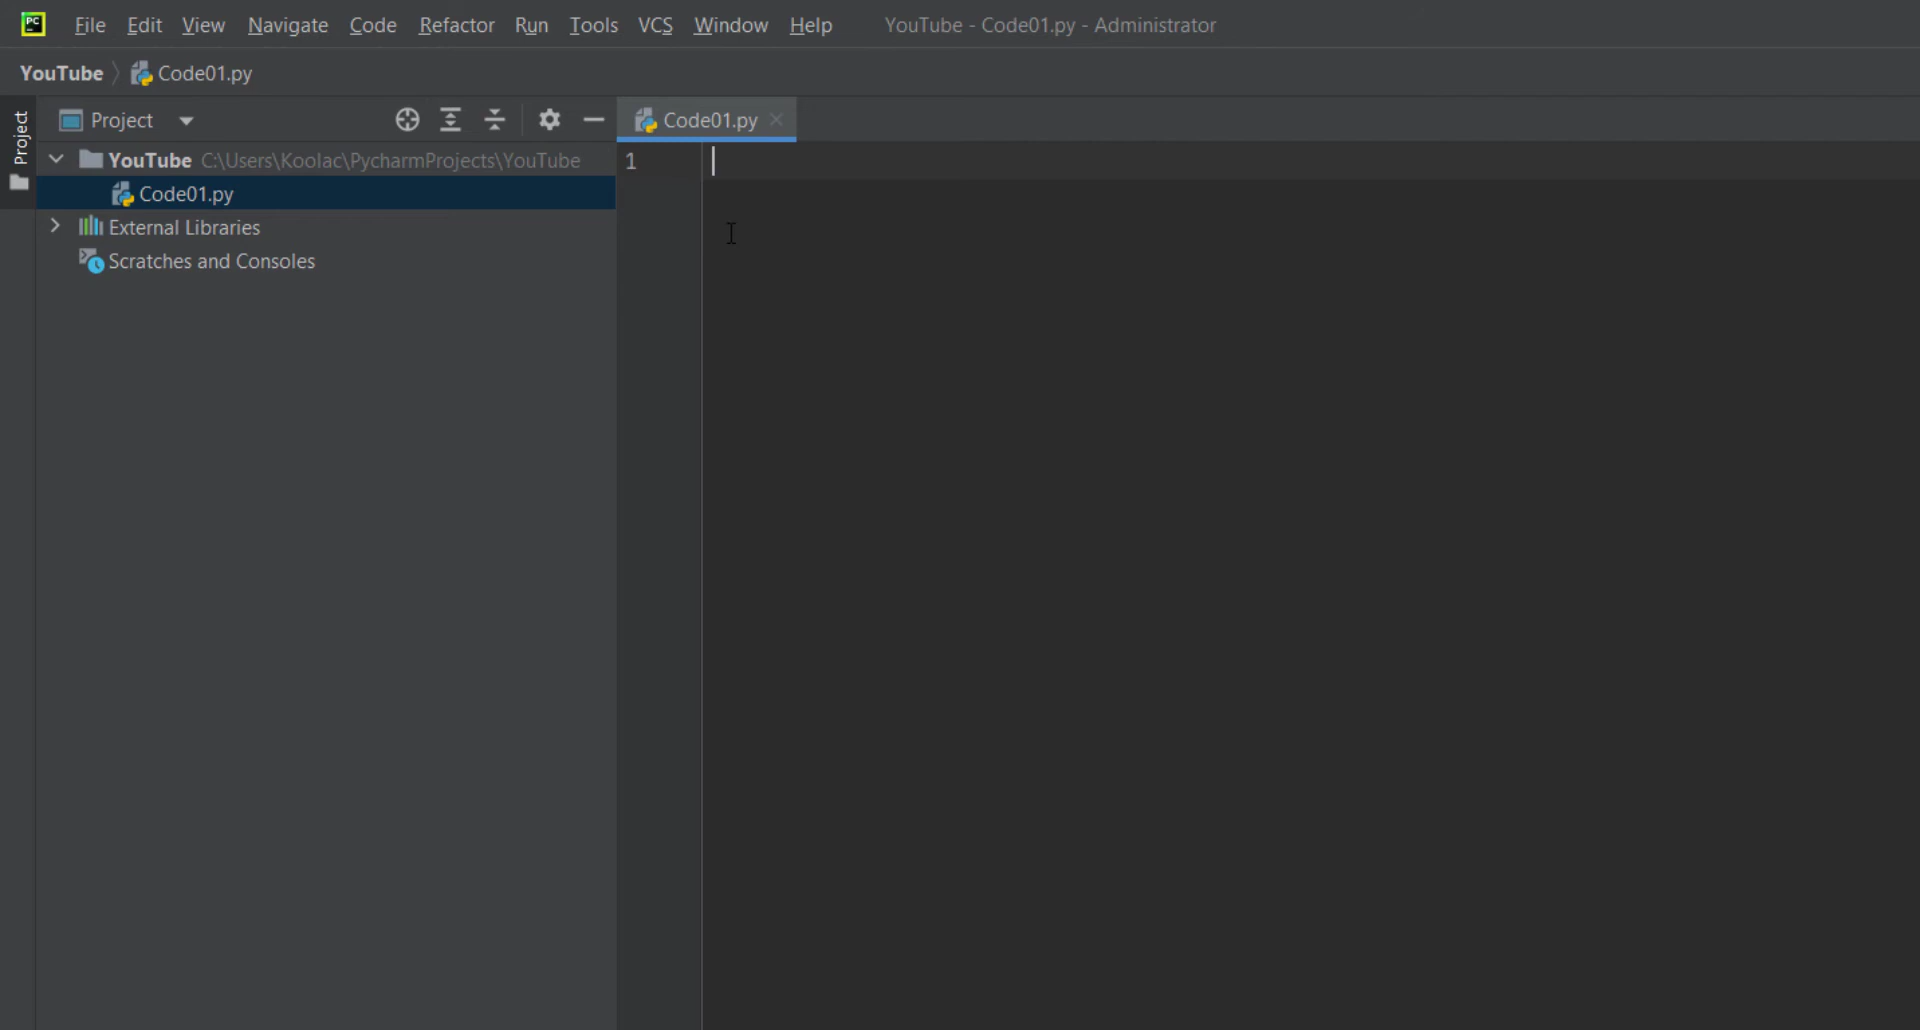 PC File Edit View Navigate Code Refactor Run Tools VCS Window Help YouTube - Code01.py - Administrator
YouTube Code01.py
Project
Project
Code01.py
YouTube C:\Users\Koolac\PycharmProjects\YouTube
1
Code01.py
External Libraries
Scratches and Consoles